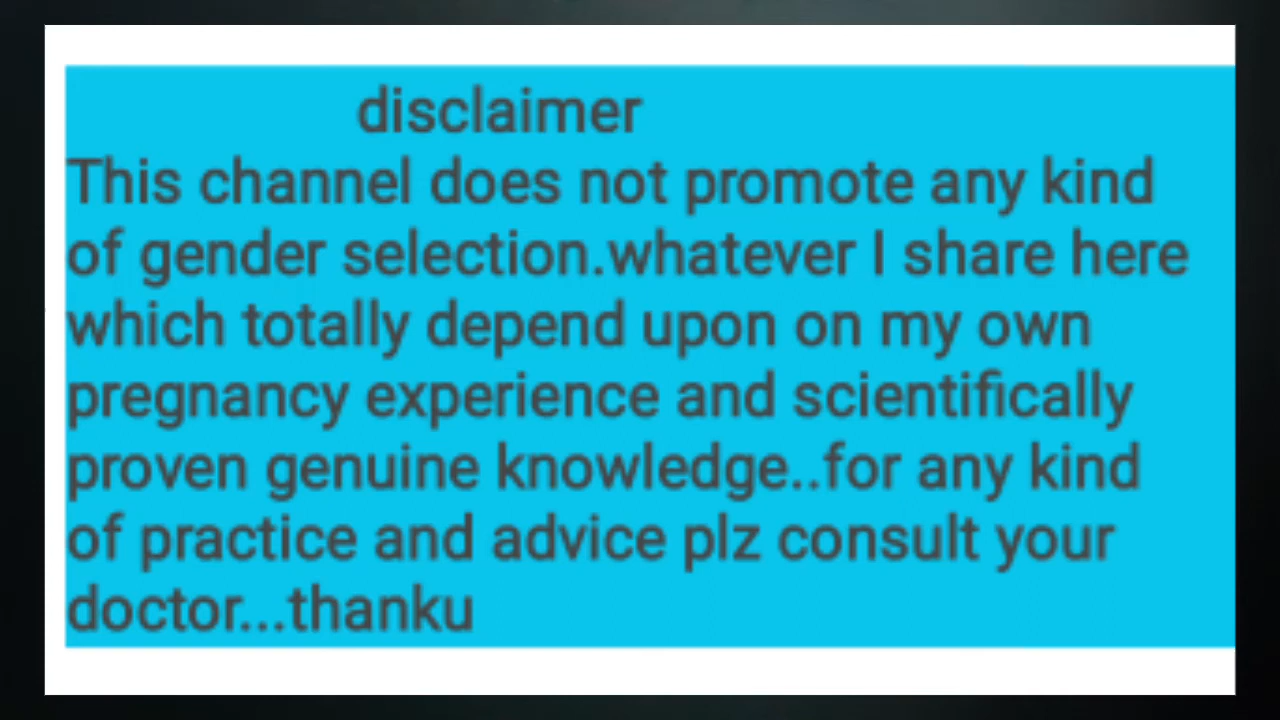 disclaimer
This channel does not promote any kind
of gender selection.whatever I share here
which totally depend upon on my own
pregnancy experience and scientifically
proven genuine knowledge..for any kind
of practice and advice plz consult your
doctor...thanku